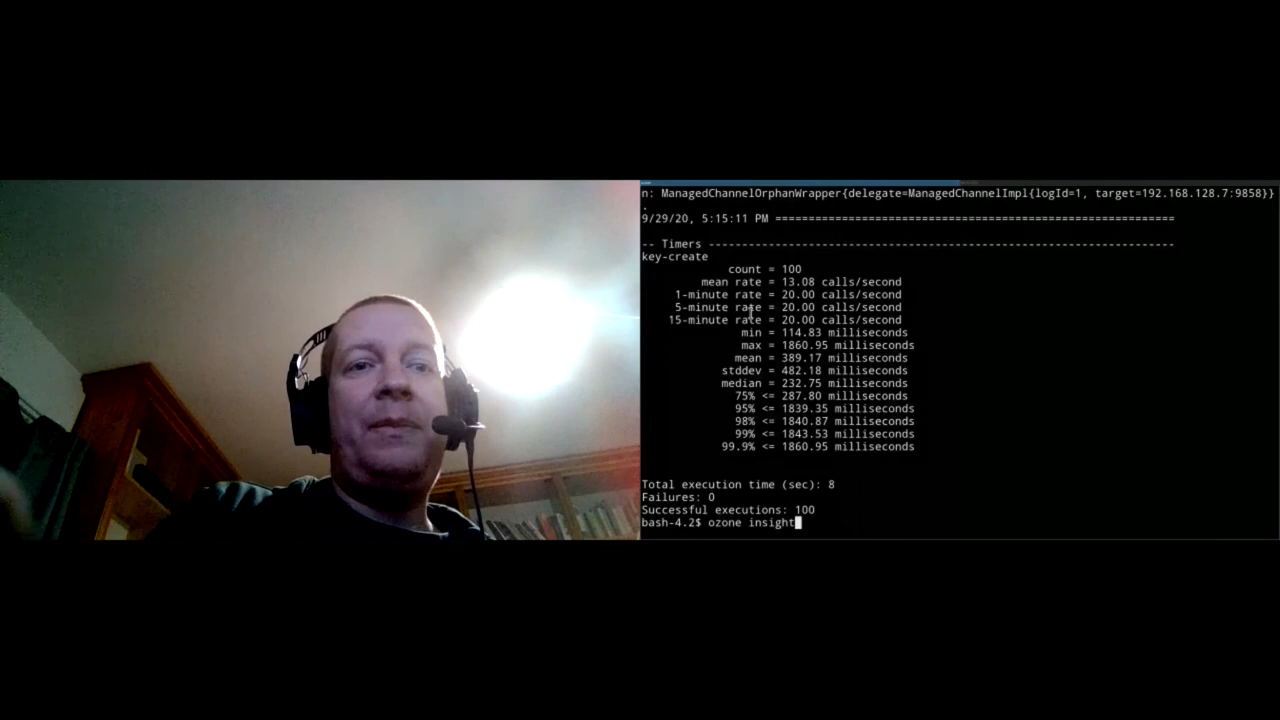 n: ManagedChannelOrphanWrapper{delegate=ManagedChannelImpl{logId=1, target=192.168.128.7:9858}}
.
9/29/20, 5:15:11 PM ============================================================
-- Timers ----------------------------------------------------------------------
key-create
count = 100
mean rate = 13.08 calls/second
1-minute rate = 20.00 calls/second
5-minute rate = 20.00 calls/second
15-minute rate = 20.00 calls/second
min = 114.83 milliseconds
max = 1860.95 milliseconds
mean = 389.17 milliseconds
stddev = 482.18 milliseconds
median = 232.75 milliseconds
75% <= 287.80 milliseconds
95% <= 1839.35 milliseconds
98% <= 1840.87 milliseconds
99% <= 1843.53 milliseconds
99.9% <= 1860.95 milliseconds
Total execution time (sec): 8
Failures: 0
Successful executions: 100
bash-4.2$ ozone insight